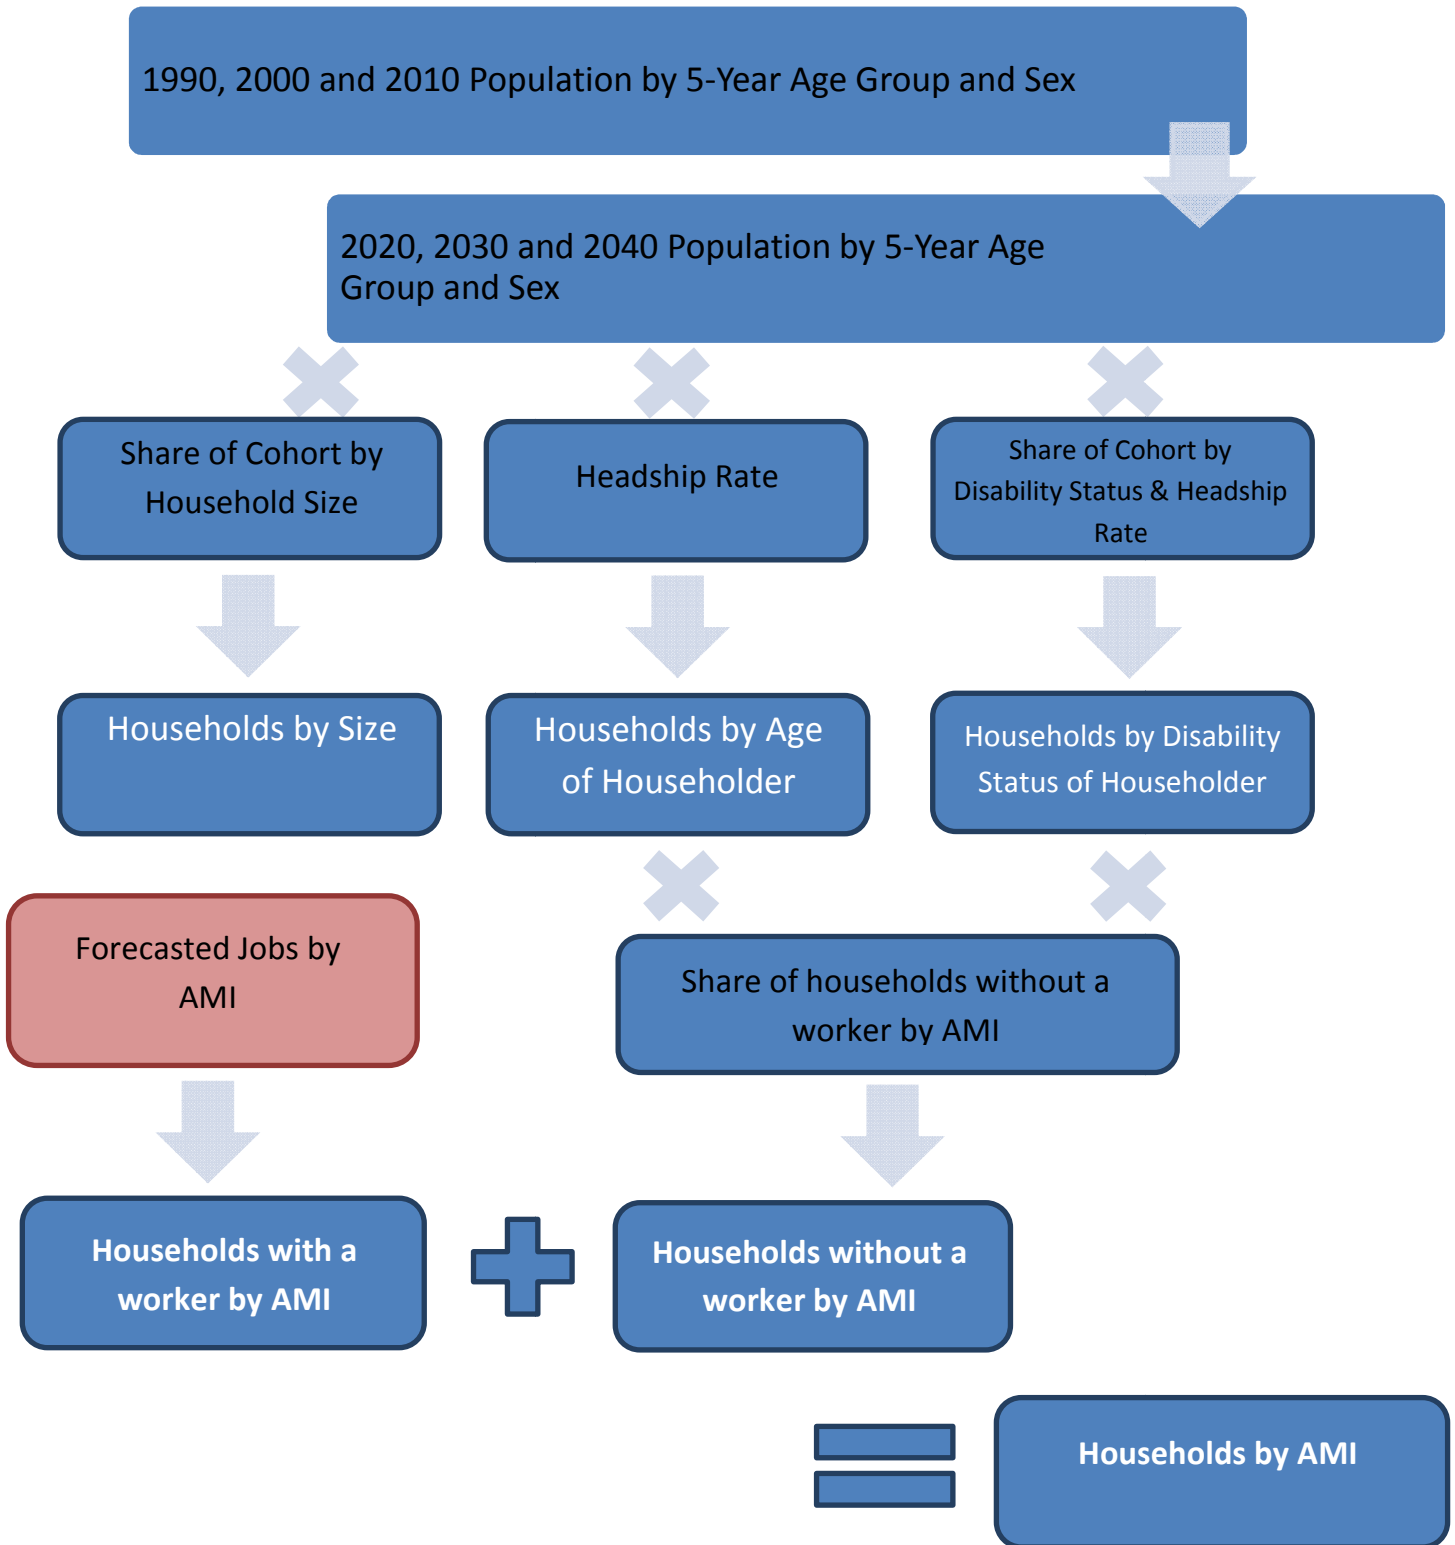 1990, 2000 and 2010 Population by 5-Year Age Group and Sex
2020, 2030 and 2040 Population by 5-Year Age
Group and Sex
Share of Cohort by
Household Size
Headship Rate
Share of Cohort by
Disability Status & Headship
Rate
Households by Size
Households by Age
of Householder
Households by Disability
Status of Householder
Forecasted Jobs by
AMI
Share of households without a
worker by AMI
Households with a
worker by AMI
Households without a
worker by AMI
Households by AMI